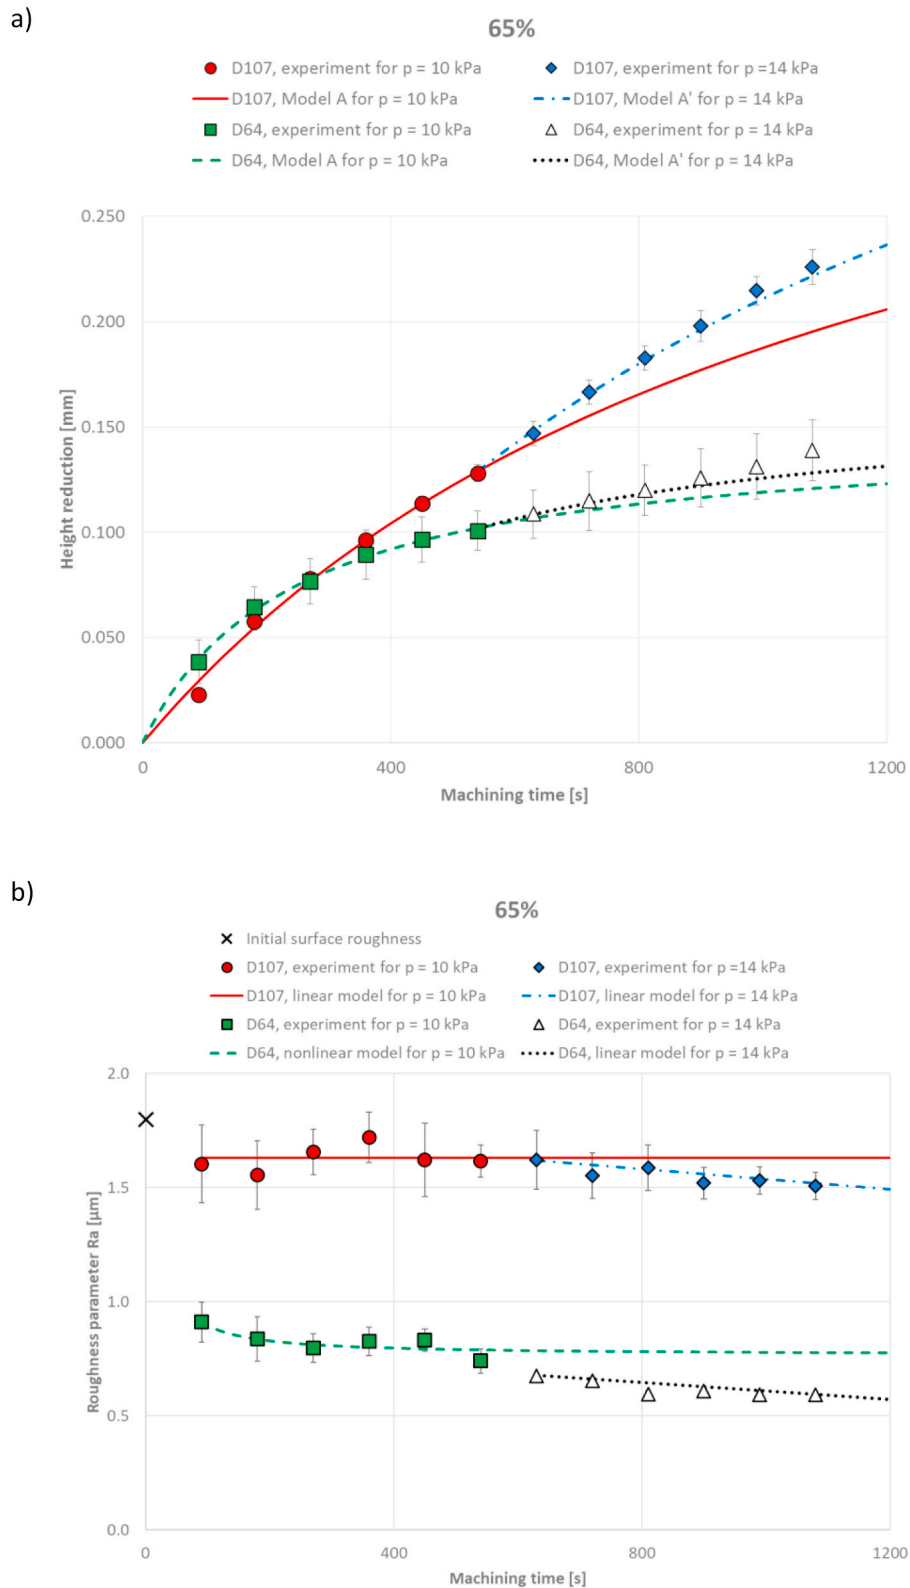 a)
65%
D107, experiment for p = 10 kPa
D107, experiment for p =14 kPa
D107, Model A for p = 10 kPa
D107, Model A' for p = 14 kPa
D64, experiment for p = 10 kPa
D64, experiment for p = 14 kPa
D64, Model A for p = 10 kPa
D64, Model A' for p = 14 kPa
0.250
0.200
0.150
0.100
0.050
0.000
Height reduction [mm]
0 400 800 1200
Machining time [s]
b)
65%
Initial surface roughness
D107, experiment for p = 10 kPa
D107, experiment for p =14 kPa
D107, linear model for p = 10 kPa
D107, linear model for p = 14 kPa
D64, experiment for p = 10 kPa
D64, experiment for p = 14 kPa
D64, nonlinear model for p = 10 kPa
D64, linear model for p = 14 kPa
2.0
1.5
1.0
0.5
0.0
Roughness parameter Ra [µm]
0 400 800 1200
Machining time [s]